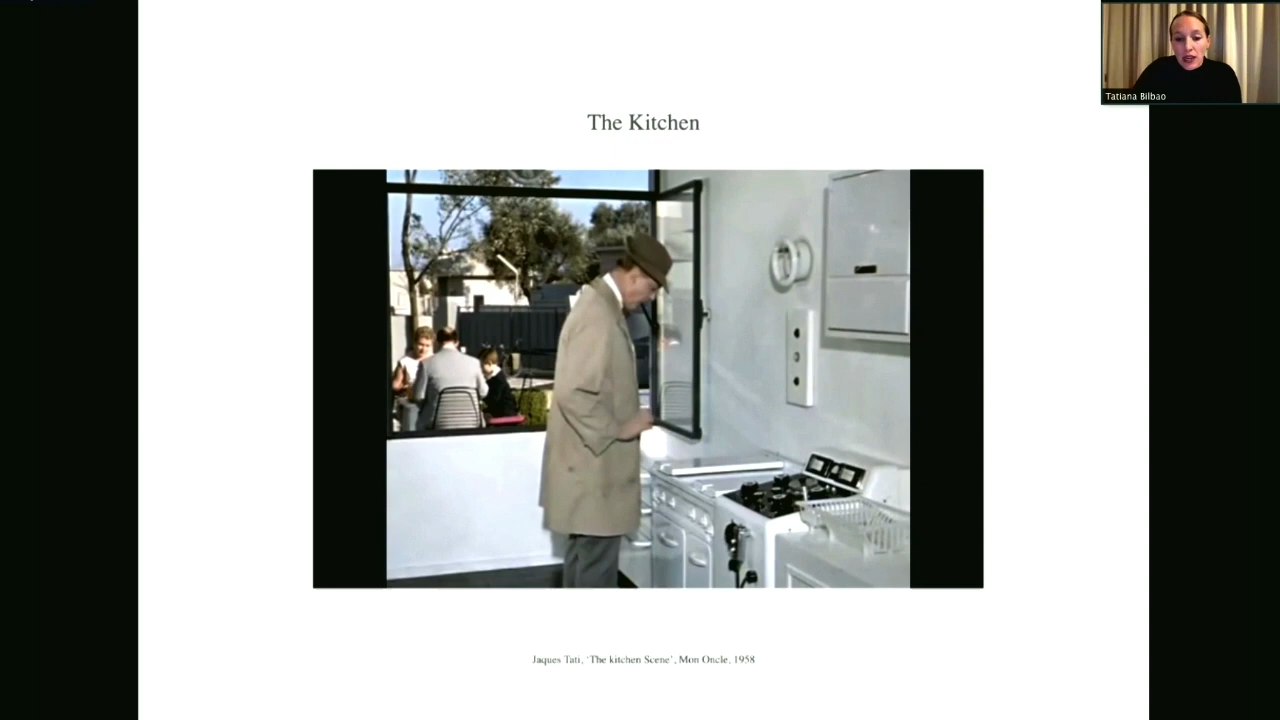 Tatiana Bilbao
The Kitchen
Jaques Tati, ‘The kitchen Scene’, Mon Oncle, 1958